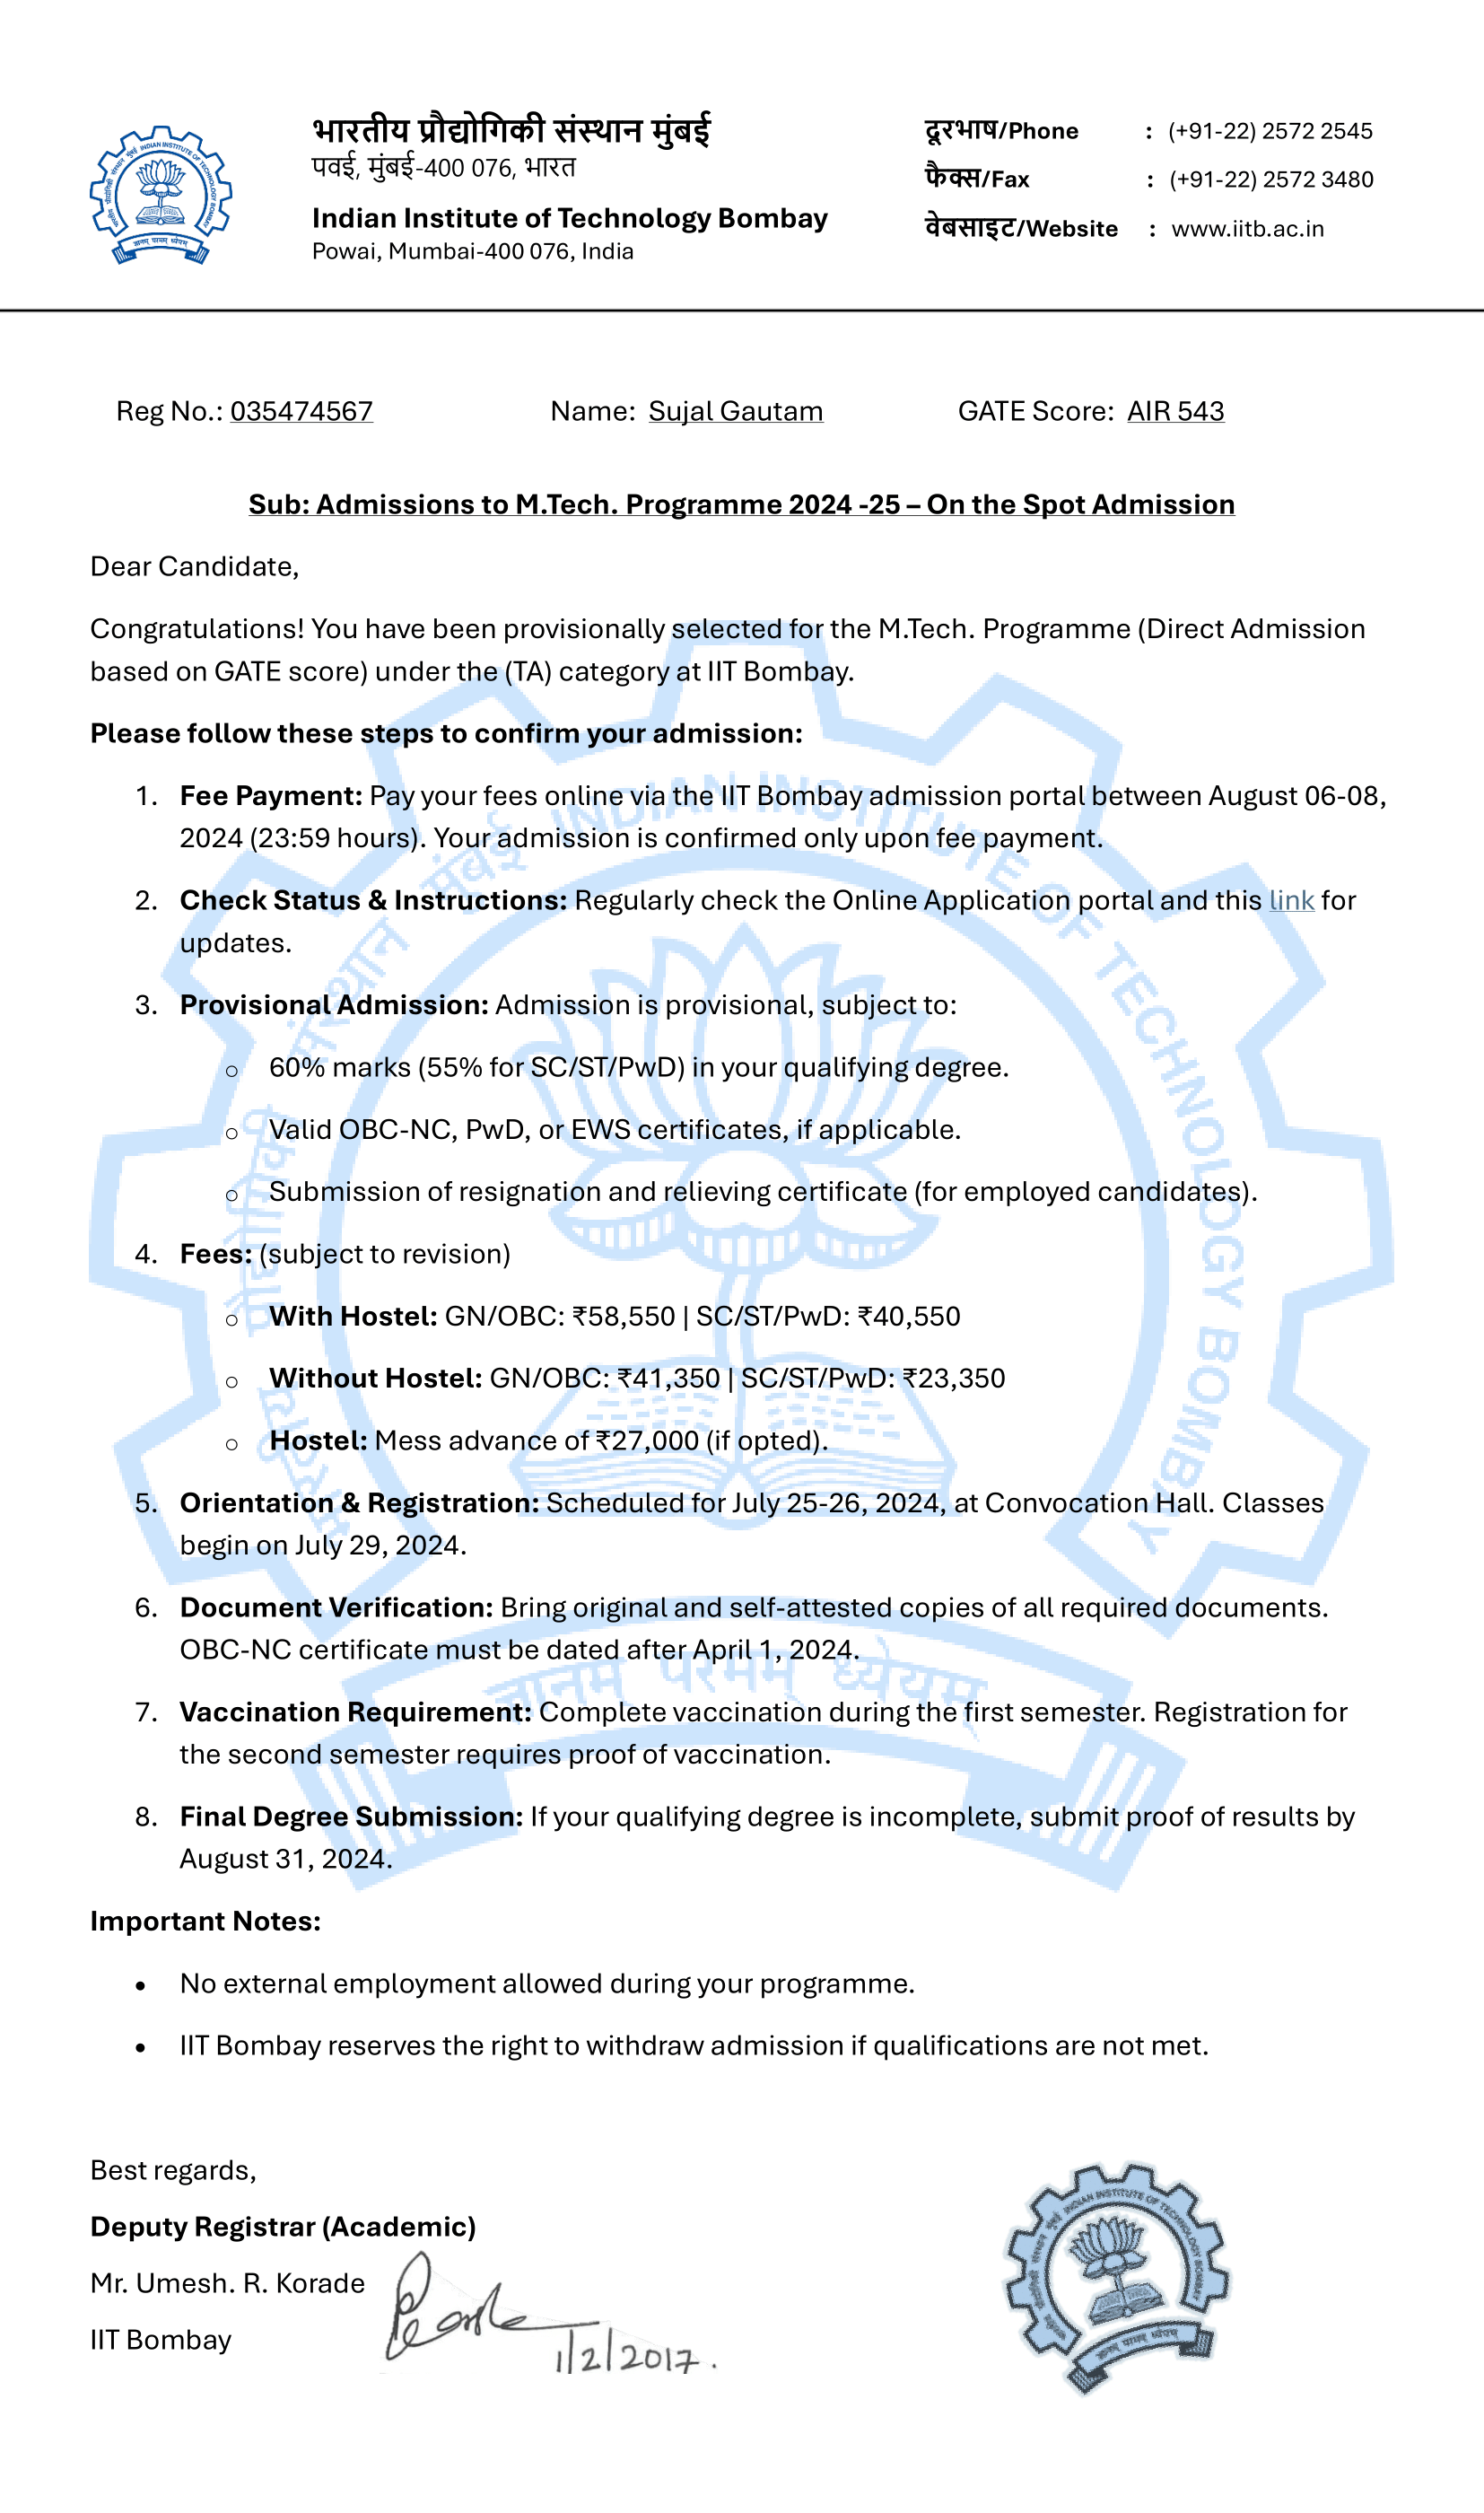 भारतीय प्रौद्योगिकी संस्थान मुंबई
पवई, मुंबई-400 076, भारत
Indian Institute of Technology Bombay
Powai, Mumbai-400 076, India
दूरभाष/Phone : (+91-22) 2572 2545
फैक्स/Fax : (+91-22) 2572 3480
वेबसाइट/Website : www.iitb.ac.in
Reg No.: 035474567 Name: Sujal Gautam GATE Score: AIR 543
Sub: Admissions to M.Tech. Programme 2024 -25 – On the Spot Admission
Dear Candidate,
Congratulations! You have been provisionally selected for the M.Tech. Programme (Direct Admission
based on GATE score) under the (TA) category at IIT Bombay.
Please follow these steps to confirm your admission:
1. Fee Payment: Pay your fees online via the IIT Bombay admission portal between August 06-08,
2024 (23:59 hours). Your admission is confirmed only upon fee payment.
2. Check Status & Instructions: Regularly check the Online Application portal and this link for
updates.
3. Provisional Admission: Admission is provisional, subject to:
o 60% marks (55% for SC/ST/PwD) in your qualifying degree.
o Valid OBC-NC, PwD, or EWS certificates, if applicable.
o Submission of resignation and relieving certificate (for employed candidates).
4. Fees: (subject to revision)
o With Hostel: GN/OBC: ₹58,550 | SC/ST/PwD: ₹40,550
o Without Hostel: GN/OBC: ₹41,350 | SC/ST/PwD: ₹23,350
o Hostel: Mess advance of ₹27,000 (if opted).
5. Orientation & Registration: Scheduled for July 25-26, 2024, at Convocation Hall. Classes
begin on July 29, 2024.
6. Document Verification: Bring original and self-attested copies of all required documents.
OBC-NC certificate must be dated after April 1, 2024.
7. Vaccination Requirement: Complete vaccination during the first semester. Registration for
the second semester requires proof of vaccination.
8. Final Degree Submission: If your qualifying degree is incomplete, submit proof of results by
August 31, 2024.
Important Notes:
• No external employment allowed during your programme.
• IIT Bombay reserves the right to withdraw admission if qualifications are not met.
Best regards,
Deputy Registrar (Academic)
Mr. Umesh. R. Korade
IIT Bombay
1/2/2017.
भारतीय प्रौद्योगिकी संस्थान मुंबई INDIAN INSTITUTE OF TECHNOLOGY BOMBAY
ज्ञानम् परमम् ध्येयम्